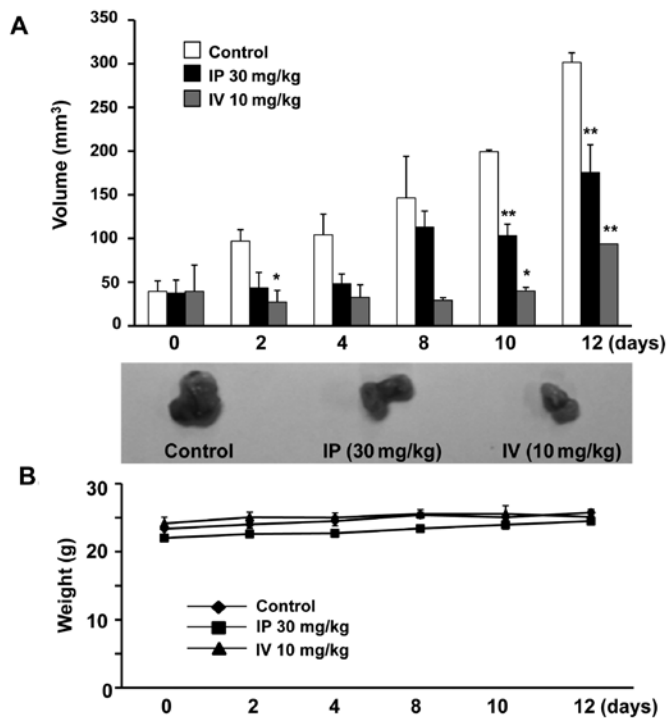 A
Volume (mm³)
350
300
250
200
150
100
50
0
Control
IP 30 mg/kg
IV 10 mg/kg
*
**
*
**
**
0 2 4 8 10 12 (days)
Control IP (30 mg/kg) IV (10 mg/kg)
B
Weight (g)
30
20
10
0
Control
IP 30 mg/kg
IV 10 mg/kg
0 2 4 8 10 12 (days)